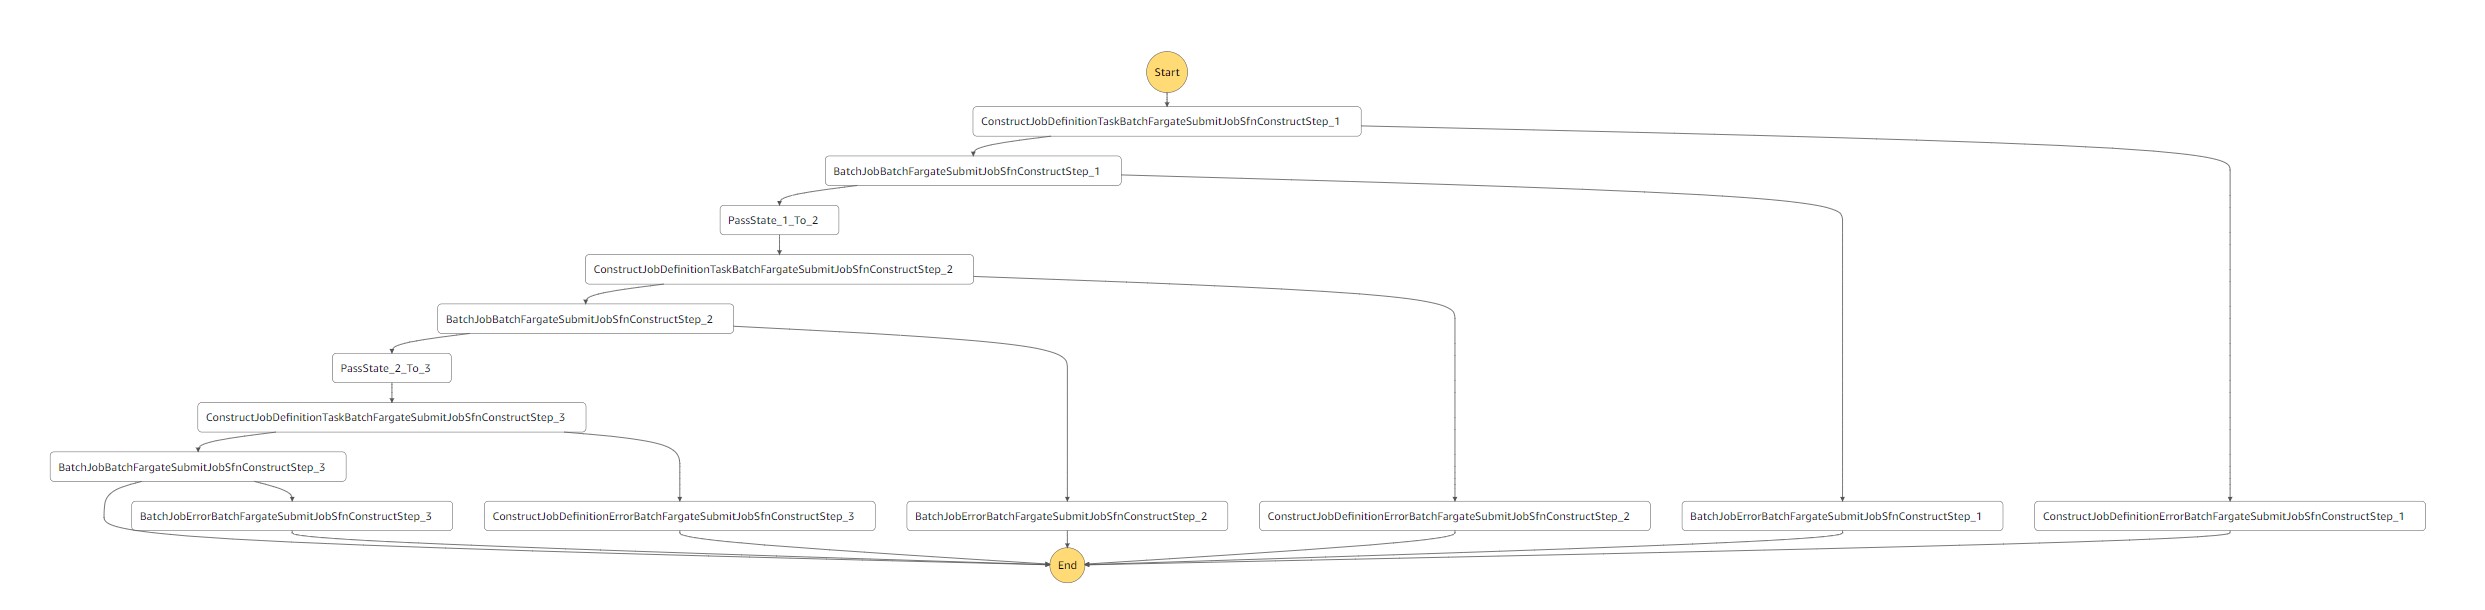 Start
ConstructJobDefinitionTaskBatchFargateSubmitJobSfnConstructStep_1
BatchJobBatchFargateSubmitJobSfnConstructStep_1
PassState_1_To_2
ConstructJobDefinitionTaskBatchFargateSubmitJobSfnConstructStep_2
BatchJobBatchFargateSubmitJobSfnConstructStep_2
PassState_2_To_3
ConstructJobDefinitionTaskBatchFargateSubmitJobSfnConstructStep_3
BatchJobBatchFargateSubmitJobSfnConstructStep_3
BatchJobErrorBatchFargateSubmitJobSfnConstructStep_3
ConstructJobDefinitionErrorBatchFargateSubmitJobSfnConstructStep_3
BatchJobErrorBatchFargateSubmitJobSfnConstructStep_2
ConstructJobDefinitionErrorBatchFargateSubmitJobSfnConstructStep_2
BatchJobErrorBatchFargateSubmitJobSfnConstructStep_1
ConstructJobDefinitionErrorBatchFargateSubmitJobSfnConstructStep_1
End